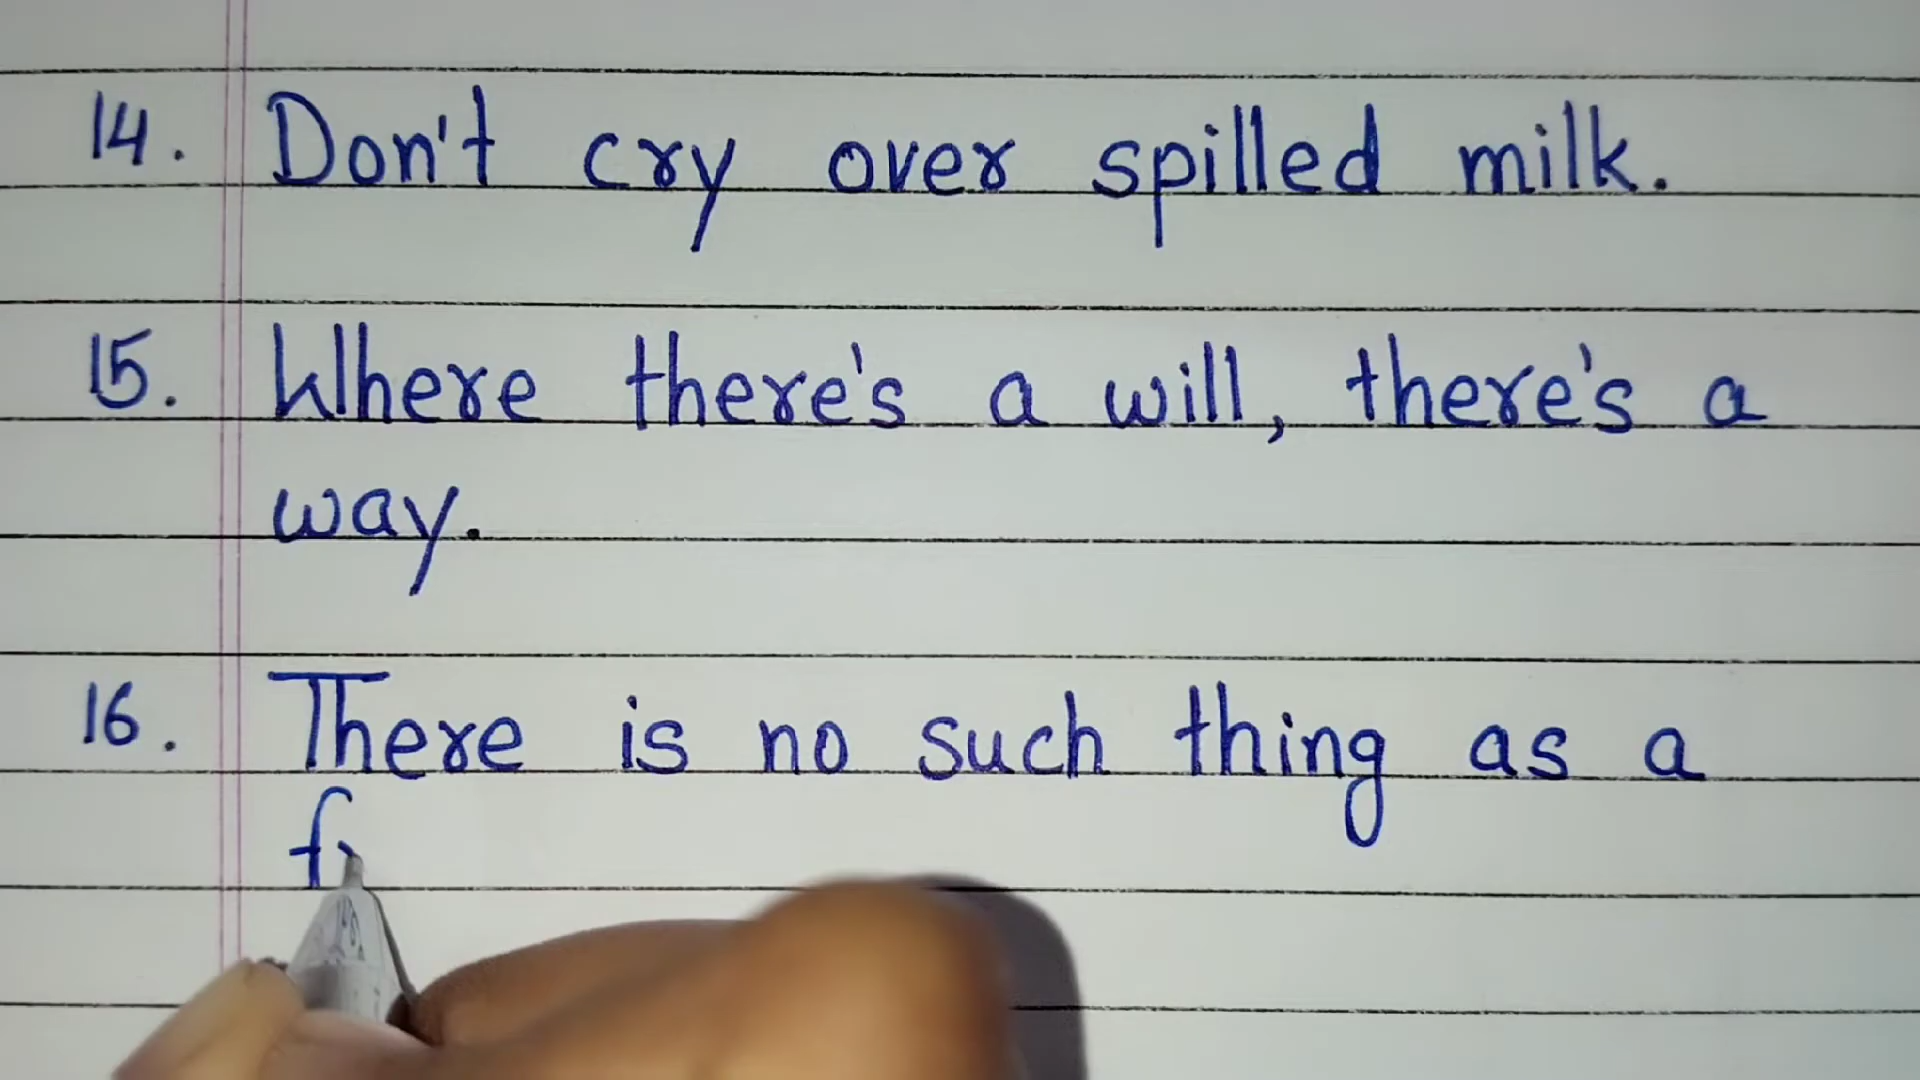 14. Don't cry over spilled milk.
15. Where there's a will, there's a
way.
16. There is no such thing as a
f